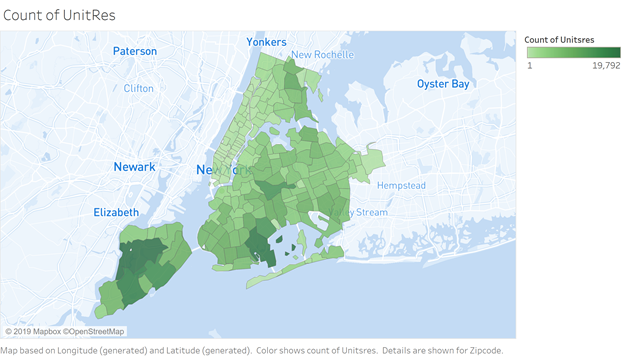 Count of UnitRes
Yonkers
New Rochelle
Paterson
Clifton
Oyster Bay
Newark
New York
Hempstead
Elizabeth
Stream
© 2019 Mapbox ©OpenStreetMap
Count of Unitsres
1 19,792
Map based on Longitude (generated) and Latitude (generated). Color shows count of Unitsres. Details are shown for Zipcode.